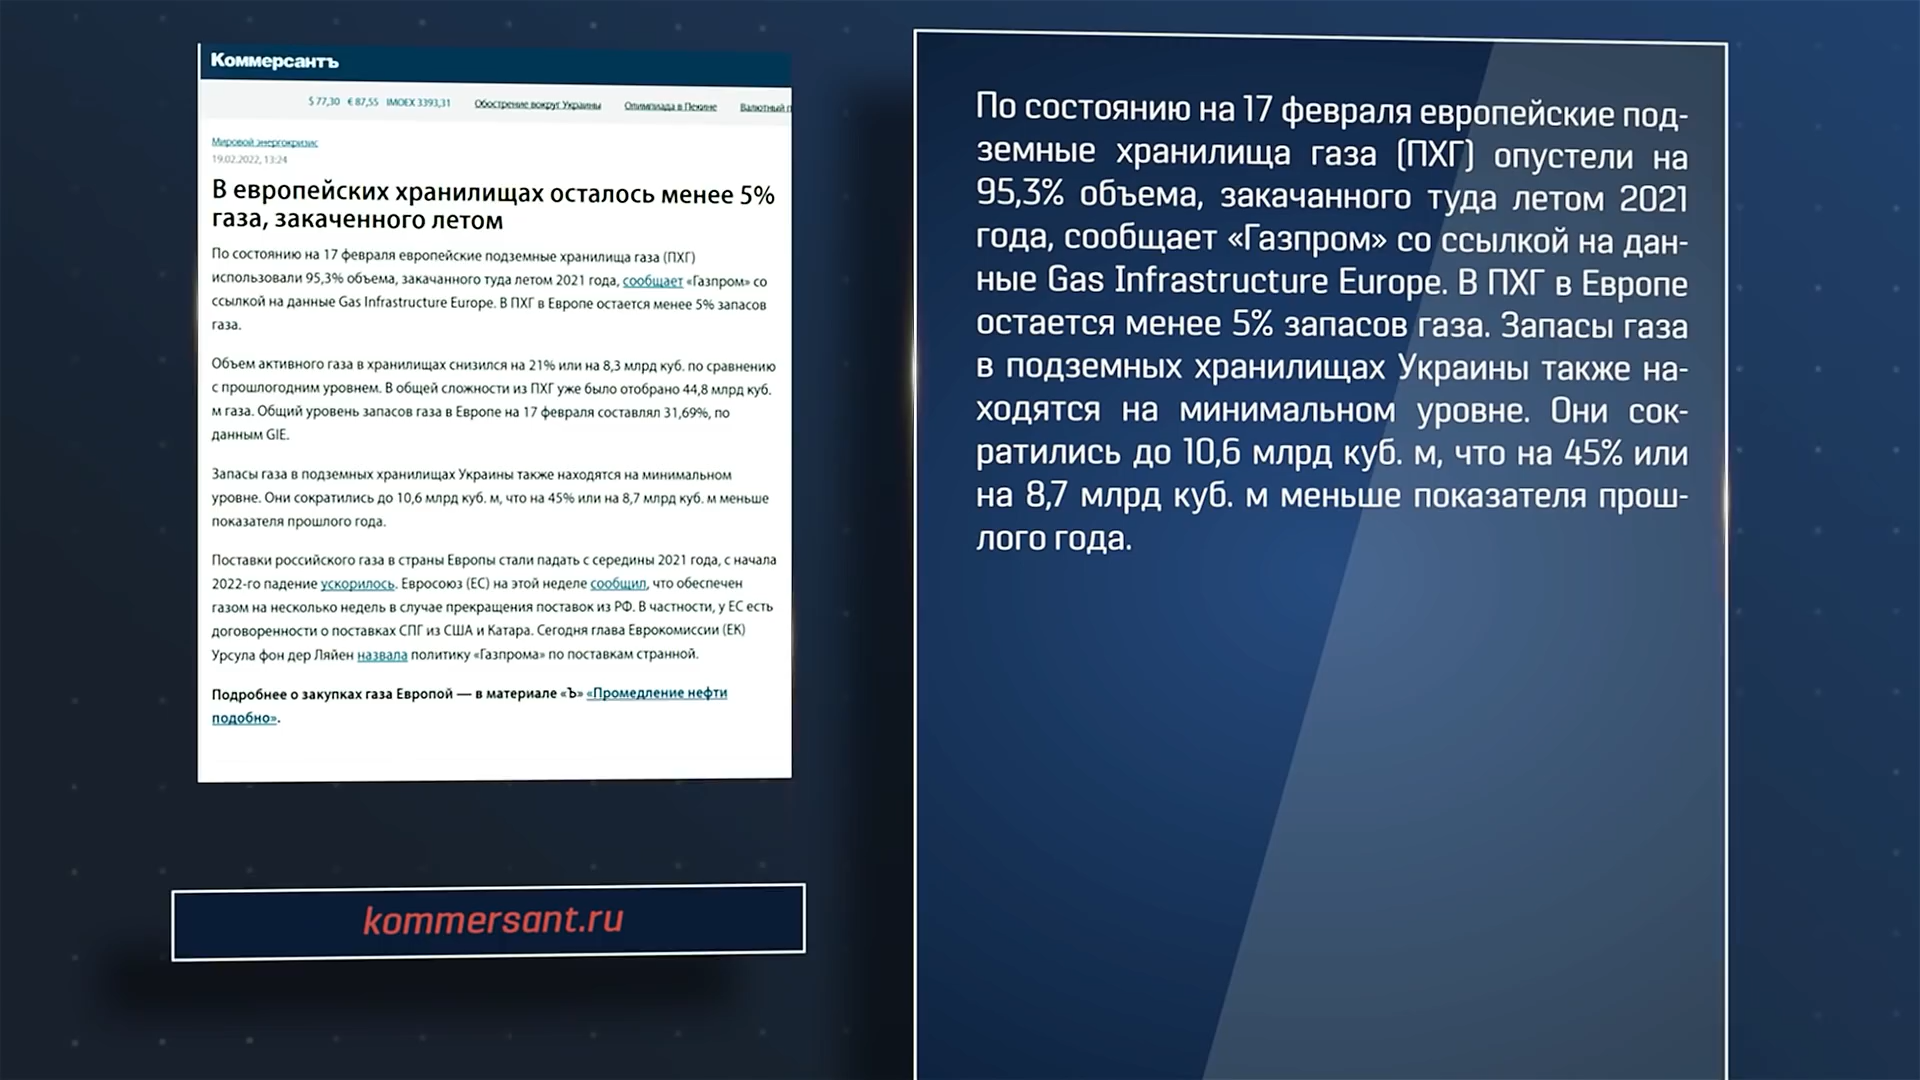 Коммерсантъ
$ 77,30 € 87,55 IMOEX 3393,31 Обострение вокруг Украины Олимпиада в Пекине Валютный п
Мировой энергокризис
19.02.2022, 13:24
В европейских хранилищах осталось менее 5%
газа, закаченного летом
По состоянию на 17 февраля европейские подземные хранилища газа (ПХГ)
использовали 95,3% объема, закачанного туда летом 2021 года, сообщает «Газпром» со
ссылкой на данные Gas Infrastructure Europe. В ПХГ в Европе остается менее 5% запасов
газа.
Объем активного газа в хранилищах снизился на 21% или на 8,3 млрд куб. по сравнению
с прошлогодним уровнем. В общей сложности из ПХГ уже было отобрано 44,8 млрд куб.
м газа. Общий уровень запасов газа в Европе на 17 февраля составлял 31,69%, по
данным GIE.
Запасы газа в подземных хранилищах Украины также находятся на минимальном
уровне. Они сократились до 10,6 млрд куб. м, что на 45% или на 8,7 млрд куб. м меньше
показателя прошлого года.
Поставки российского газа в страны Европы стали падать с середины 2021 года, с начала
2022-го падение ускорилось. Евросоюз (ЕС) на этой неделе сообщил, что обеспечен
газом на несколько недель в случае прекращения поставок из РФ. В частности, у ЕС есть
договоренности о поставках СПГ из США и Катара. Сегодня глава Еврокомиссии (ЕК)
Урсула фон дер Ляйен назвала политику «Газпрома» по поставкам странной.
Подробнее о закупках газа Европой — в материале «Ъ» «Промедление нефти
подобно».
kommersant.ru
По состоянию на 17 февраля европейские под-
земные хранилища газа (ПХГ) опустели на
95,3% объема, закачанного туда летом 2021
года, сообщает «Газпром» со ссылкой на дан-
ные Gas Infrastructure Europe. В ПХГ в Европе
остается менее 5% запасов газа. Запасы газа
в подземных хранилищах Украины также на-
ходятся на минимальном уровне. Они сок-
ратились до 10,6 млрд куб. м, что на 45% или
на 8,7 млрд куб. м меньше показателя прош-
лого года.